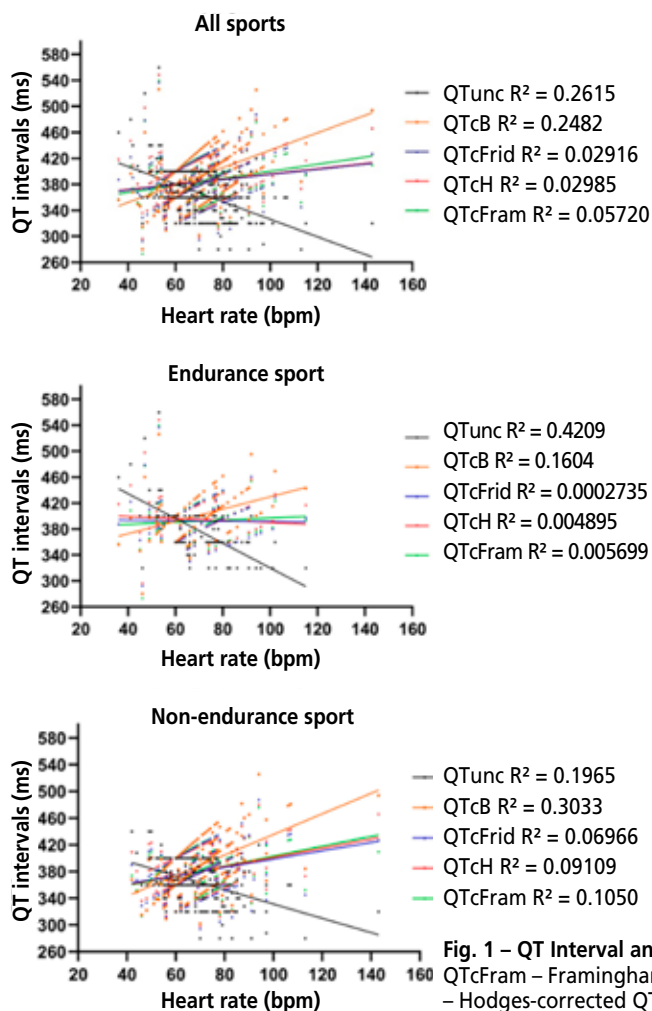 All sports
QT intervals (ms)
580
540
500
460
420
380
340
300
260
20 40 60 80 100 120 140 160
Heart rate (bpm)
QTunc R² = 0.2615
QTcB R² = 0.2482
QTcFrid R² = 0.02916
QTcH R² = 0.02985
QTcFram R² = 0.05720
Endurance sport
QT intervals (ms)
580
540
500
460
420
380
340
300
260
20 40 60 80 100 120 140 160
Heart rate (bpm)
QTunc R² = 0.4209
QTcB R² = 0.1604
QTcFrid R² = 0.0002735
QTcH R² = 0.004895
QTcFram R² = 0.005699
Non-endurance sport
QT intervals (ms)
580
540
500
460
420
380
340
300
260
20 40 60 80 100 120 140 160
Heart rate (bpm)
QTunc R² = 0.1965
QTcB R² = 0.3033
QTcFrid R² = 0.06966
QTcH R² = 0.09109
QTcFram R² = 0.1050
Fig. 1 – QT Interval an
QTcFram – Framinghar
– Hodges-corrected QT